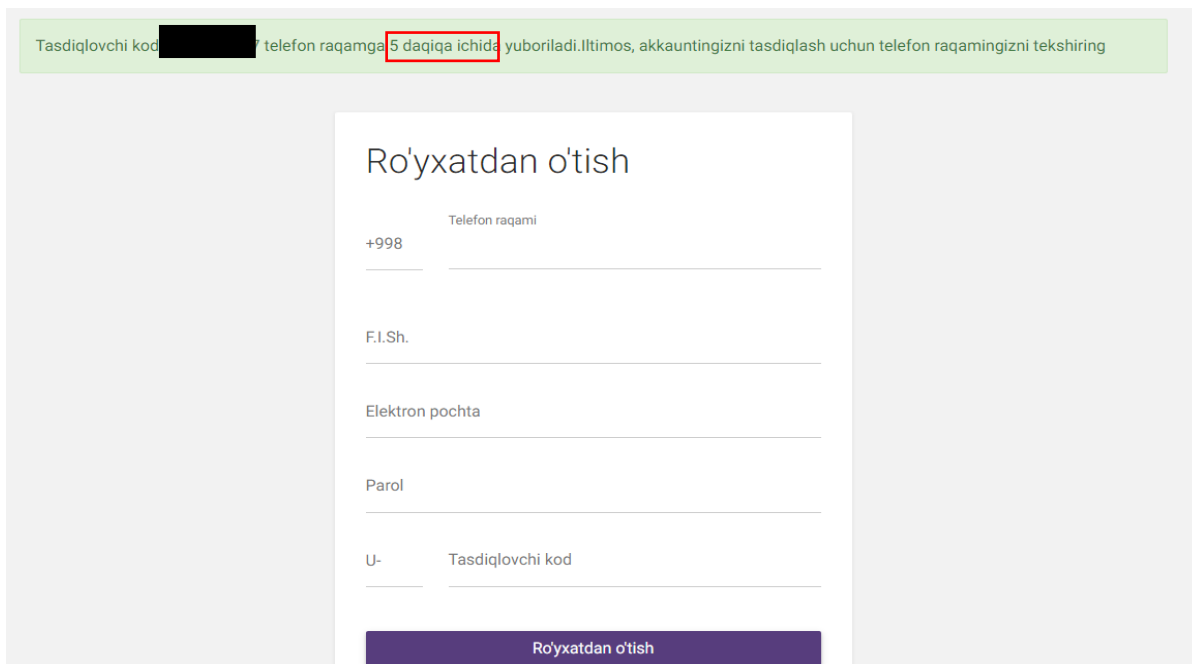 Tasdiqlovchi kod 7 telefon raqamga 5 daqiqa ichida yuboriladi.Iltimos, akkauntingizni tasdiqlash uchun telefon raqamingizni tekshiring
Ro'yxatdan o'tish
Telefon raqami
+998
F.I.Sh.
Elektron pochta
Parol
U- Tasdiqlovchi kod
Ro'yxatdan o'tish